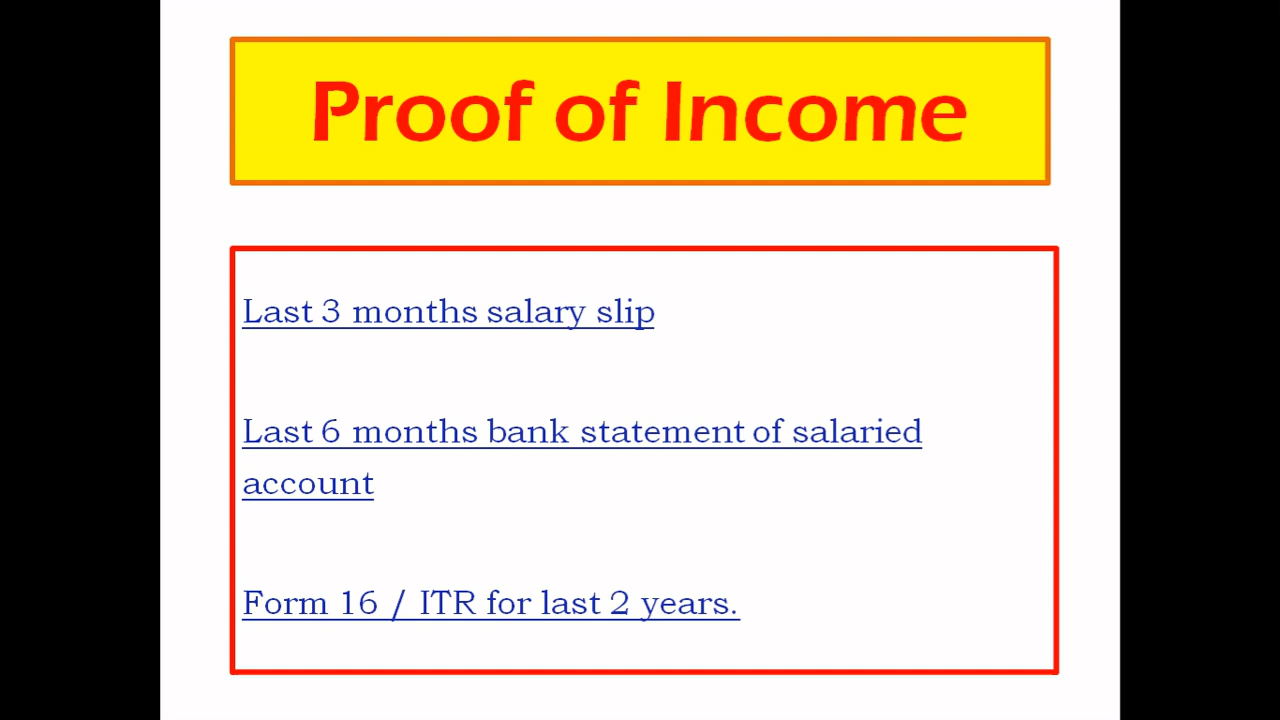 Proof of Income
Last 3 months salary slip
Last 6 months bank statement of salaried
account
Form 16 / ITR for last 2 years.